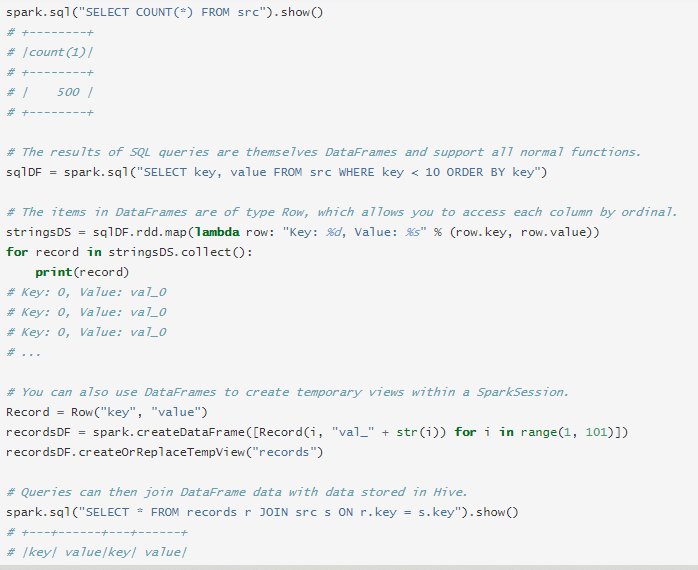 spark.sql("SELECT COUNT(*) FROM src").show()
# +--------+
# |count(1)|
# +--------+
# |    500 |
# +--------+
# The results of SQL queries are themselves DataFrames and support all normal functions.
sqlDF = spark.sql("SELECT key, value FROM src WHERE key < 10 ORDER BY key")
# The items in DataFrames are of type Row, which allows you to access each column by ordinal.
stringsDS = sqlDF.rdd.map(lambda row: "Key: %d, Value: %s" % (row.key, row.value))
for record in stringsDS.collect():
    print(record)
# Key: 0, Value: val_0
# Key: 0, Value: val_0
# Key: 0, Value: val_0
# ...
# You can also use DataFrames to create temporary views within a SparkSession.
Record = Row("key", "value")
recordsDF = spark.createDataFrame([Record(i, "val_" + str(i)) for i in range(1, 101)])
recordsDF.createOrReplaceTempView("records")
# Queries can then join DataFrame data with data stored in Hive.
spark.sql("SELECT * FROM records r JOIN src s ON r.key = s.key").show()
# +---+------+---+------+
# |key| value|key| value|